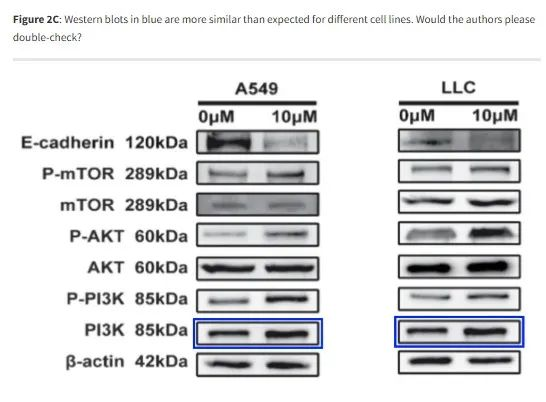 Figure 2C: Western blots in blue are more similar than expected for different cell lines. Would the authors please
double-check?
A549 LLC
0μM 10μM 0μM 10μM
E-cadherin 120kDa
P-mTOR 289kDa
mTOR 289kDa
P-AKT 60kDa
AKT 60kDa
P-PI3K 85kDa
PI3K 85kDa
β-actin 42kDa